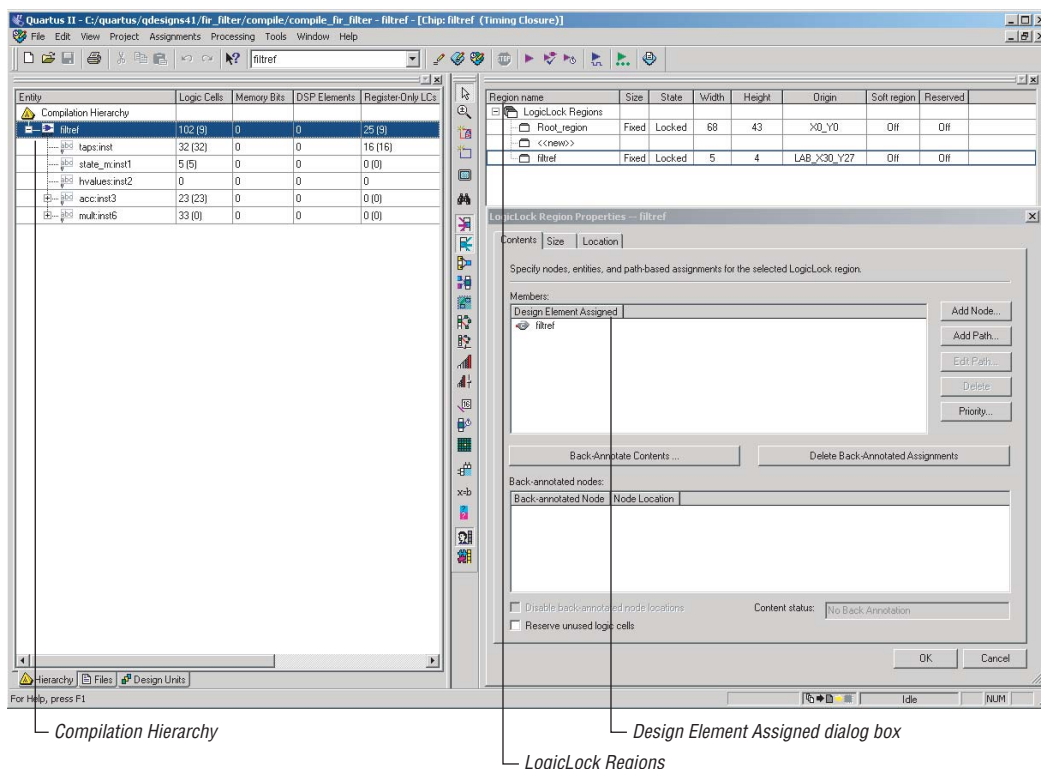 Quartus II - C:/quartus/qdesigns41/fir_filter/compile/compile_fir_filter - filtref - [Chip: filtref (Timing Closure)]
File Edit View Project Assignments Processing Tools Window Help
filtref
Entity Logic Cells Memory Bits DSP Elements Register-Only LCs
Compilation Hierarchy
filtref 102 (9) 0 0 25 (9)
taps:inst 32 (32) 0 0 16 (16)
state_m:inst1 5 (5) 0 0 0 (0)
hvalues:inst2 0 0 0 0
acc:inst3 23 (23) 0 0 0 (0)
mult:inst6 33 (0) 0 0 0 (0)
Region name Size State Width Height Origin Soft region Reserved
LogicLock Regions
Root_region Fixed Locked 68 43 X0_Y0 Off Off
<<new>>
filtref Fixed Locked 5 4 LAB_X30_Y27 Off Off
LogicLock Region Properties -- filtref
Contents Size Location
Specify nodes, entities, and path-based assignments for the selected LogicLock region.
Members:
Design Element Assigned
filtref
Add Node...
Add Path...
Edit Path...
Delete
Priority...
Back-Annotate Contents ... Delete Back-Annotated Assignments
Back-annotated nodes:
Back-annotated Node Node Location
Disable back-annotated node locations Content status: No Back Annotation
Reserve unused logic cells
OK Cancel
Hierarchy Files Design Units
For Help, press F1 Idle NUM
Compilation Hierarchy
Design Element Assigned dialog box
LogicLock Regions